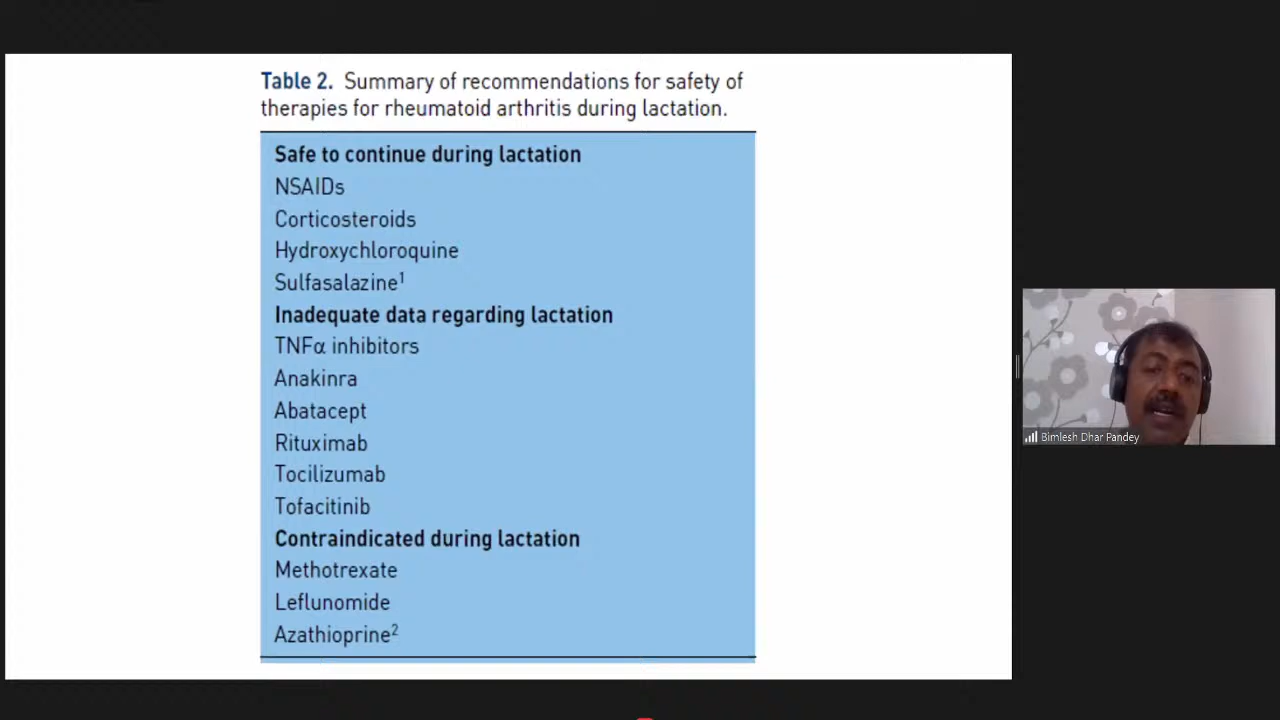 Table 2. Summary of recommendations for safety of
therapies for rheumatoid arthritis during lactation.
Safe to continue during lactation
NSAIDs
Corticosteroids
Hydroxychloroquine
Sulfasalazine¹
Inadequate data regarding lactation
TNFα inhibitors
Anakinra
Abatacept
Rituximab
Tocilizumab
Tofacitinib
Contraindicated during lactation
Methotrexate
Leflunomide
Azathioprine²
Bimlesh Dhar Pandey